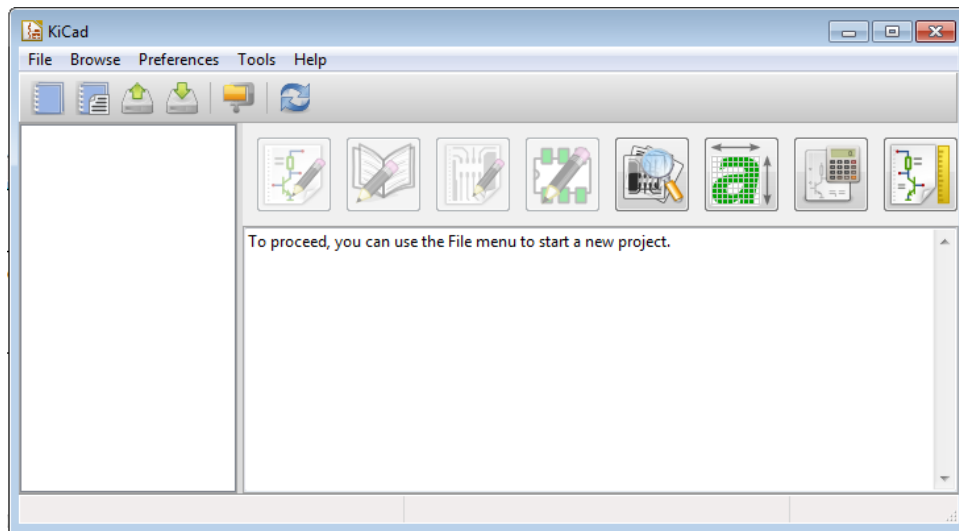 KiCad
File Browse Preferences Tools Help
a
To proceed, you can use the File menu to start a new project.